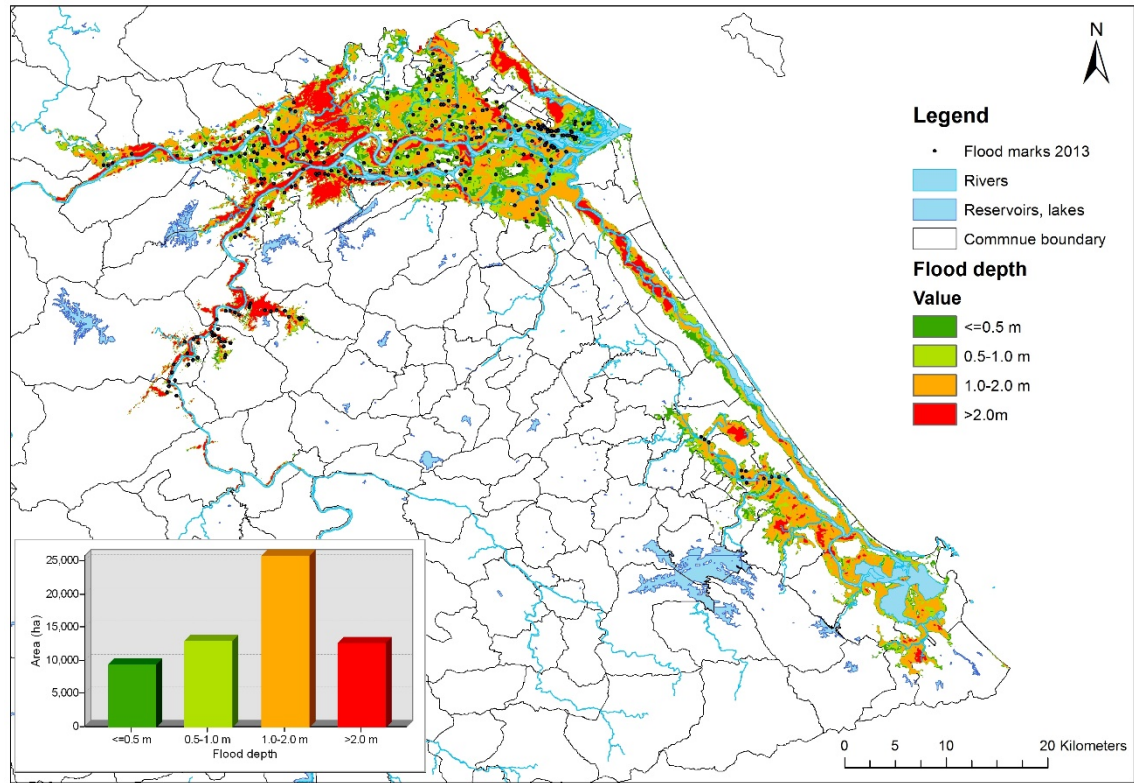 N
Legend
Flood marks 2013
Rivers
Reservoirs, lakes
Commnue boundary
Flood depth
Value
<=0.5 m
0.5-1.0 m
1.0-2.0 m
>2.0m
25,000
20,000
15,000
10,000
5,000
0
Area (ha)
<=0.5 m 0.5-1.0 m 1.0-2.0 m >2.0 m
Flood depth
0 5 10 20 Kilometers